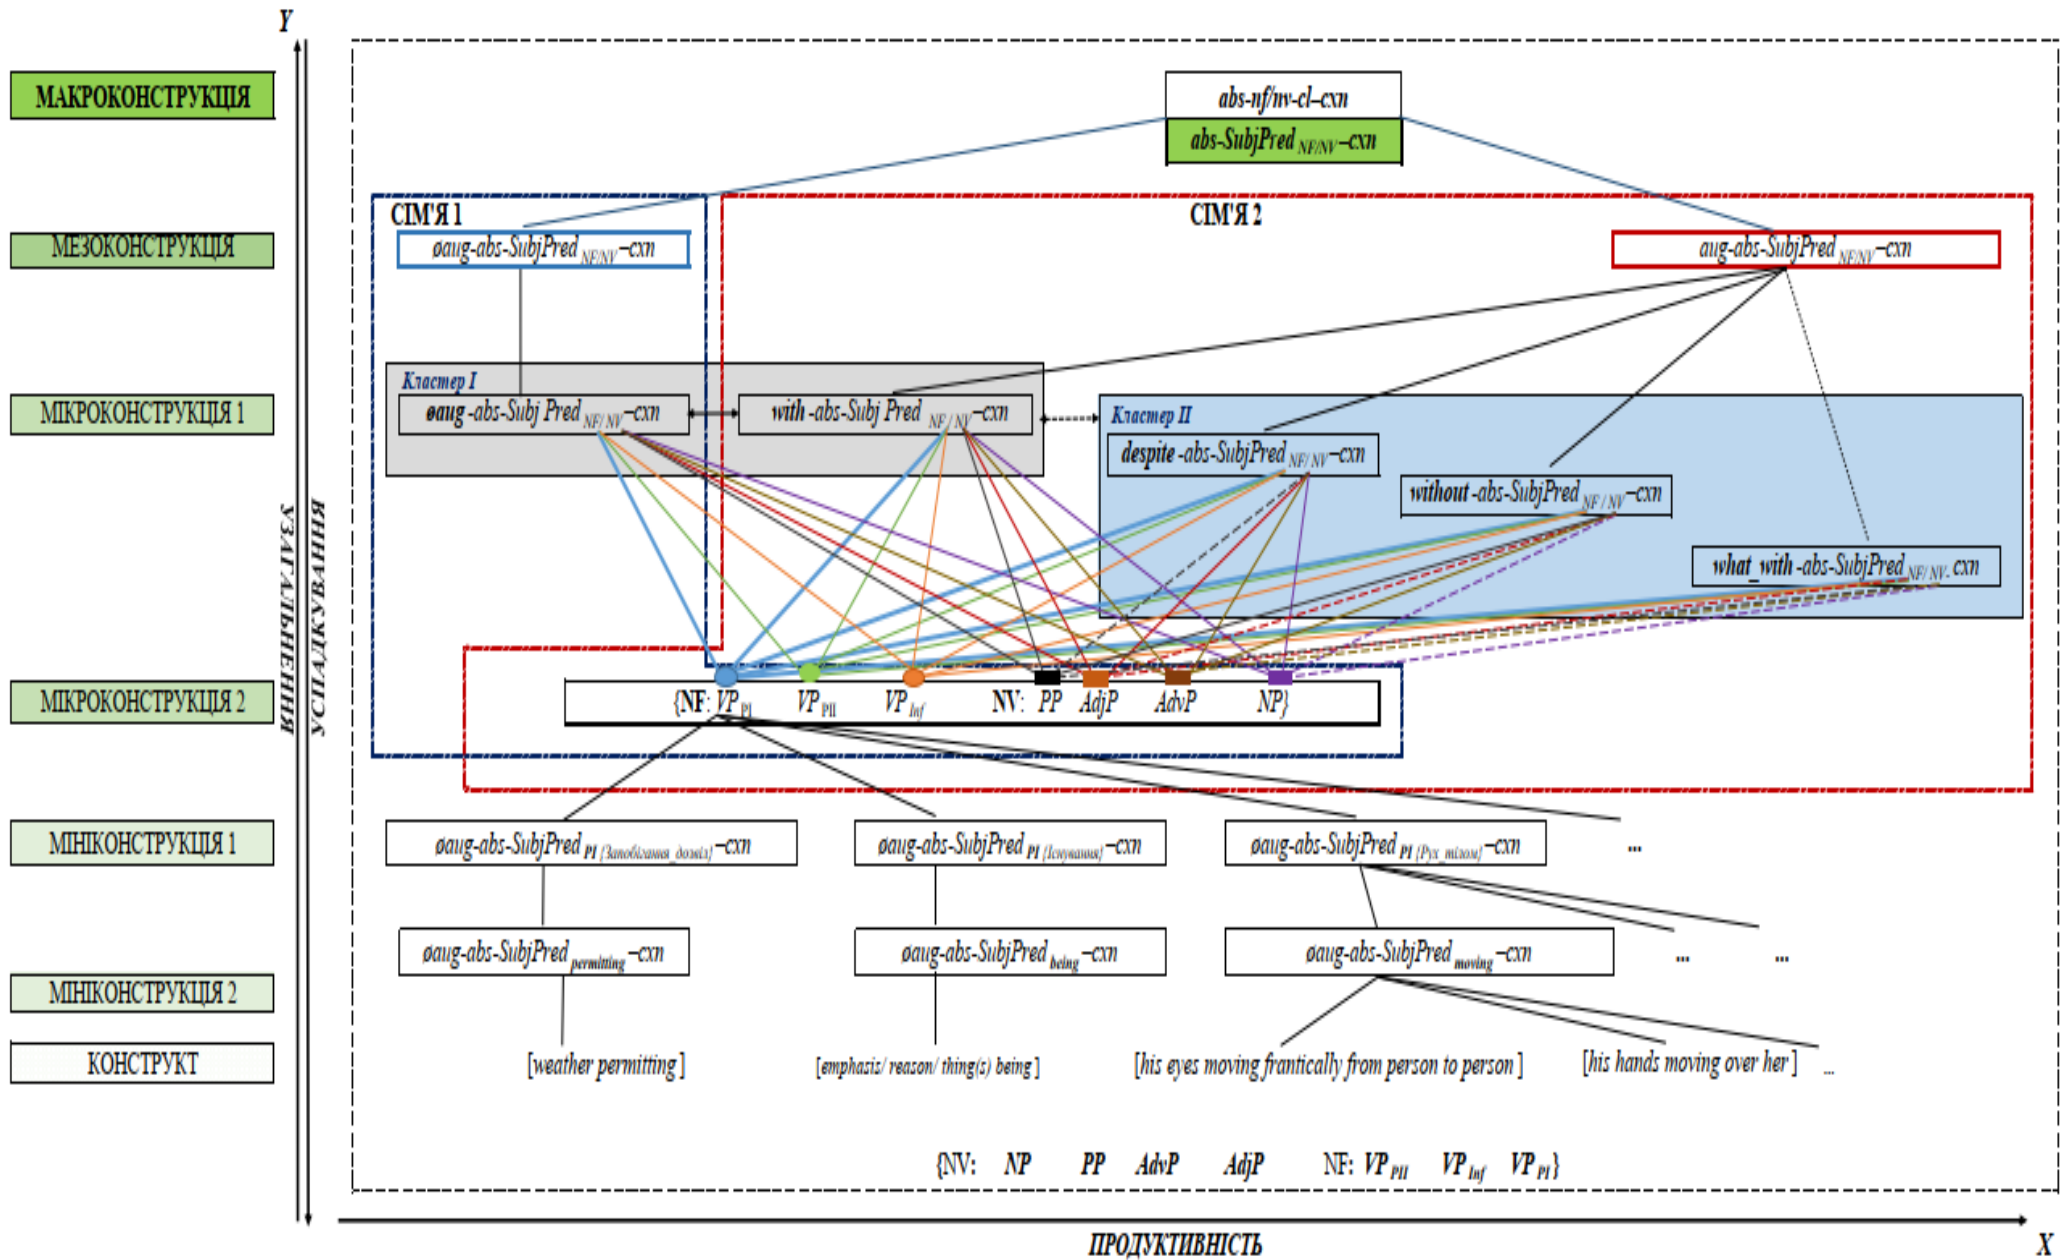 Y
МАКРОКОНСТРУКЦІЯ
abs-nf/nv-cl–cxn
abs-SubjPred NF/NV–cxn
СІМ'Я 1
СІМ'Я 2
МЕЗОКОНСТРУКЦІЯ
øaug-abs-SubjPred NF/NV–cxn
aug-abs-SubjPred NF/NV–cxn
Кластер І
МІКРОКОНСТРУКЦІЯ 1
øaug -abs-Subj Pred NF/ NV–cxn
with -abs-Subj Pred NF/ NV–cxn
Кластер ІІ
despite -abs-SubjPred NF/ NV–cxn
without -abs-SubjPred NF / NV–cxn
what_with -abs-SubjPred NF/ NV- cxn
УЗАГАЛЬНЕННЯ
УСПАДКУВАННЯ
МІКРОКОНСТРУКЦІЯ 2
{NF: VP PI VP PII VP Inf NV: PP AdjP AdvP NP}
МІНІКОНСТРУКЦІЯ 1
øaug-abs-SubjPred PI {Запобігання_дозвіл}–cxn
øaug-abs-SubjPred PI {Існування}–cxn
øaug-abs-SubjPred PI {Рух_тілом}–cxn
...
øaug-abs-SubjPred permitting–cxn
øaug-abs-SubjPred being–cxn
øaug-abs-SubjPred moving–cxn
...
...
МІНІКОНСТРУКЦІЯ 2
КОНСТРУКТ
[weather permitting ]
[emphasis/ reason/ thing(s) being ]
[his eyes moving frantically from person to person ]
[his hands moving over her ]
...
{NV: NP PP AdvP AdjP NF: VP PII VP Inf VP PI}
ПРОДУКТИВНІСТЬ
X